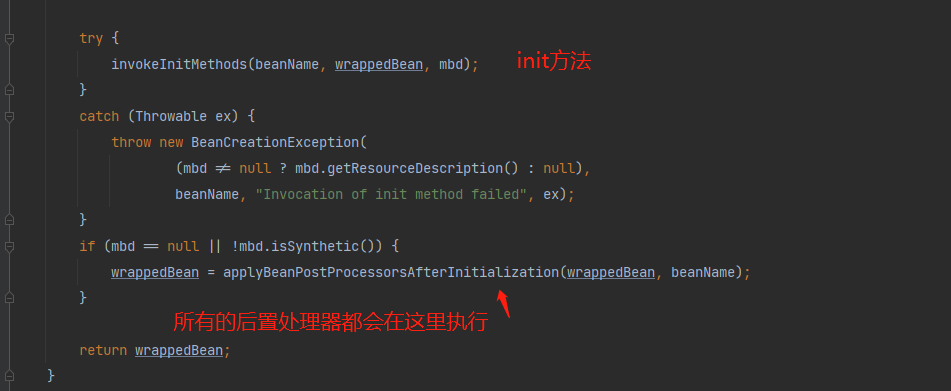 try {
invokeInitMethods(beanName, wrappedBean, mbd); init方法
}
catch (Throwable ex) {
throw new BeanCreationException(
(mbd ≠ null ? mbd.getResourceDescription() : null),
beanName, "Invocation of init method failed", ex);
}
if (mbd == null || !mbd.isSynthetic()) {
wrappedBean = applyBeanPostProcessorsAfterInitialization(wrappedBean, beanName);
}
所有的后置处理器都会在这里执行
return wrappedBean;
}